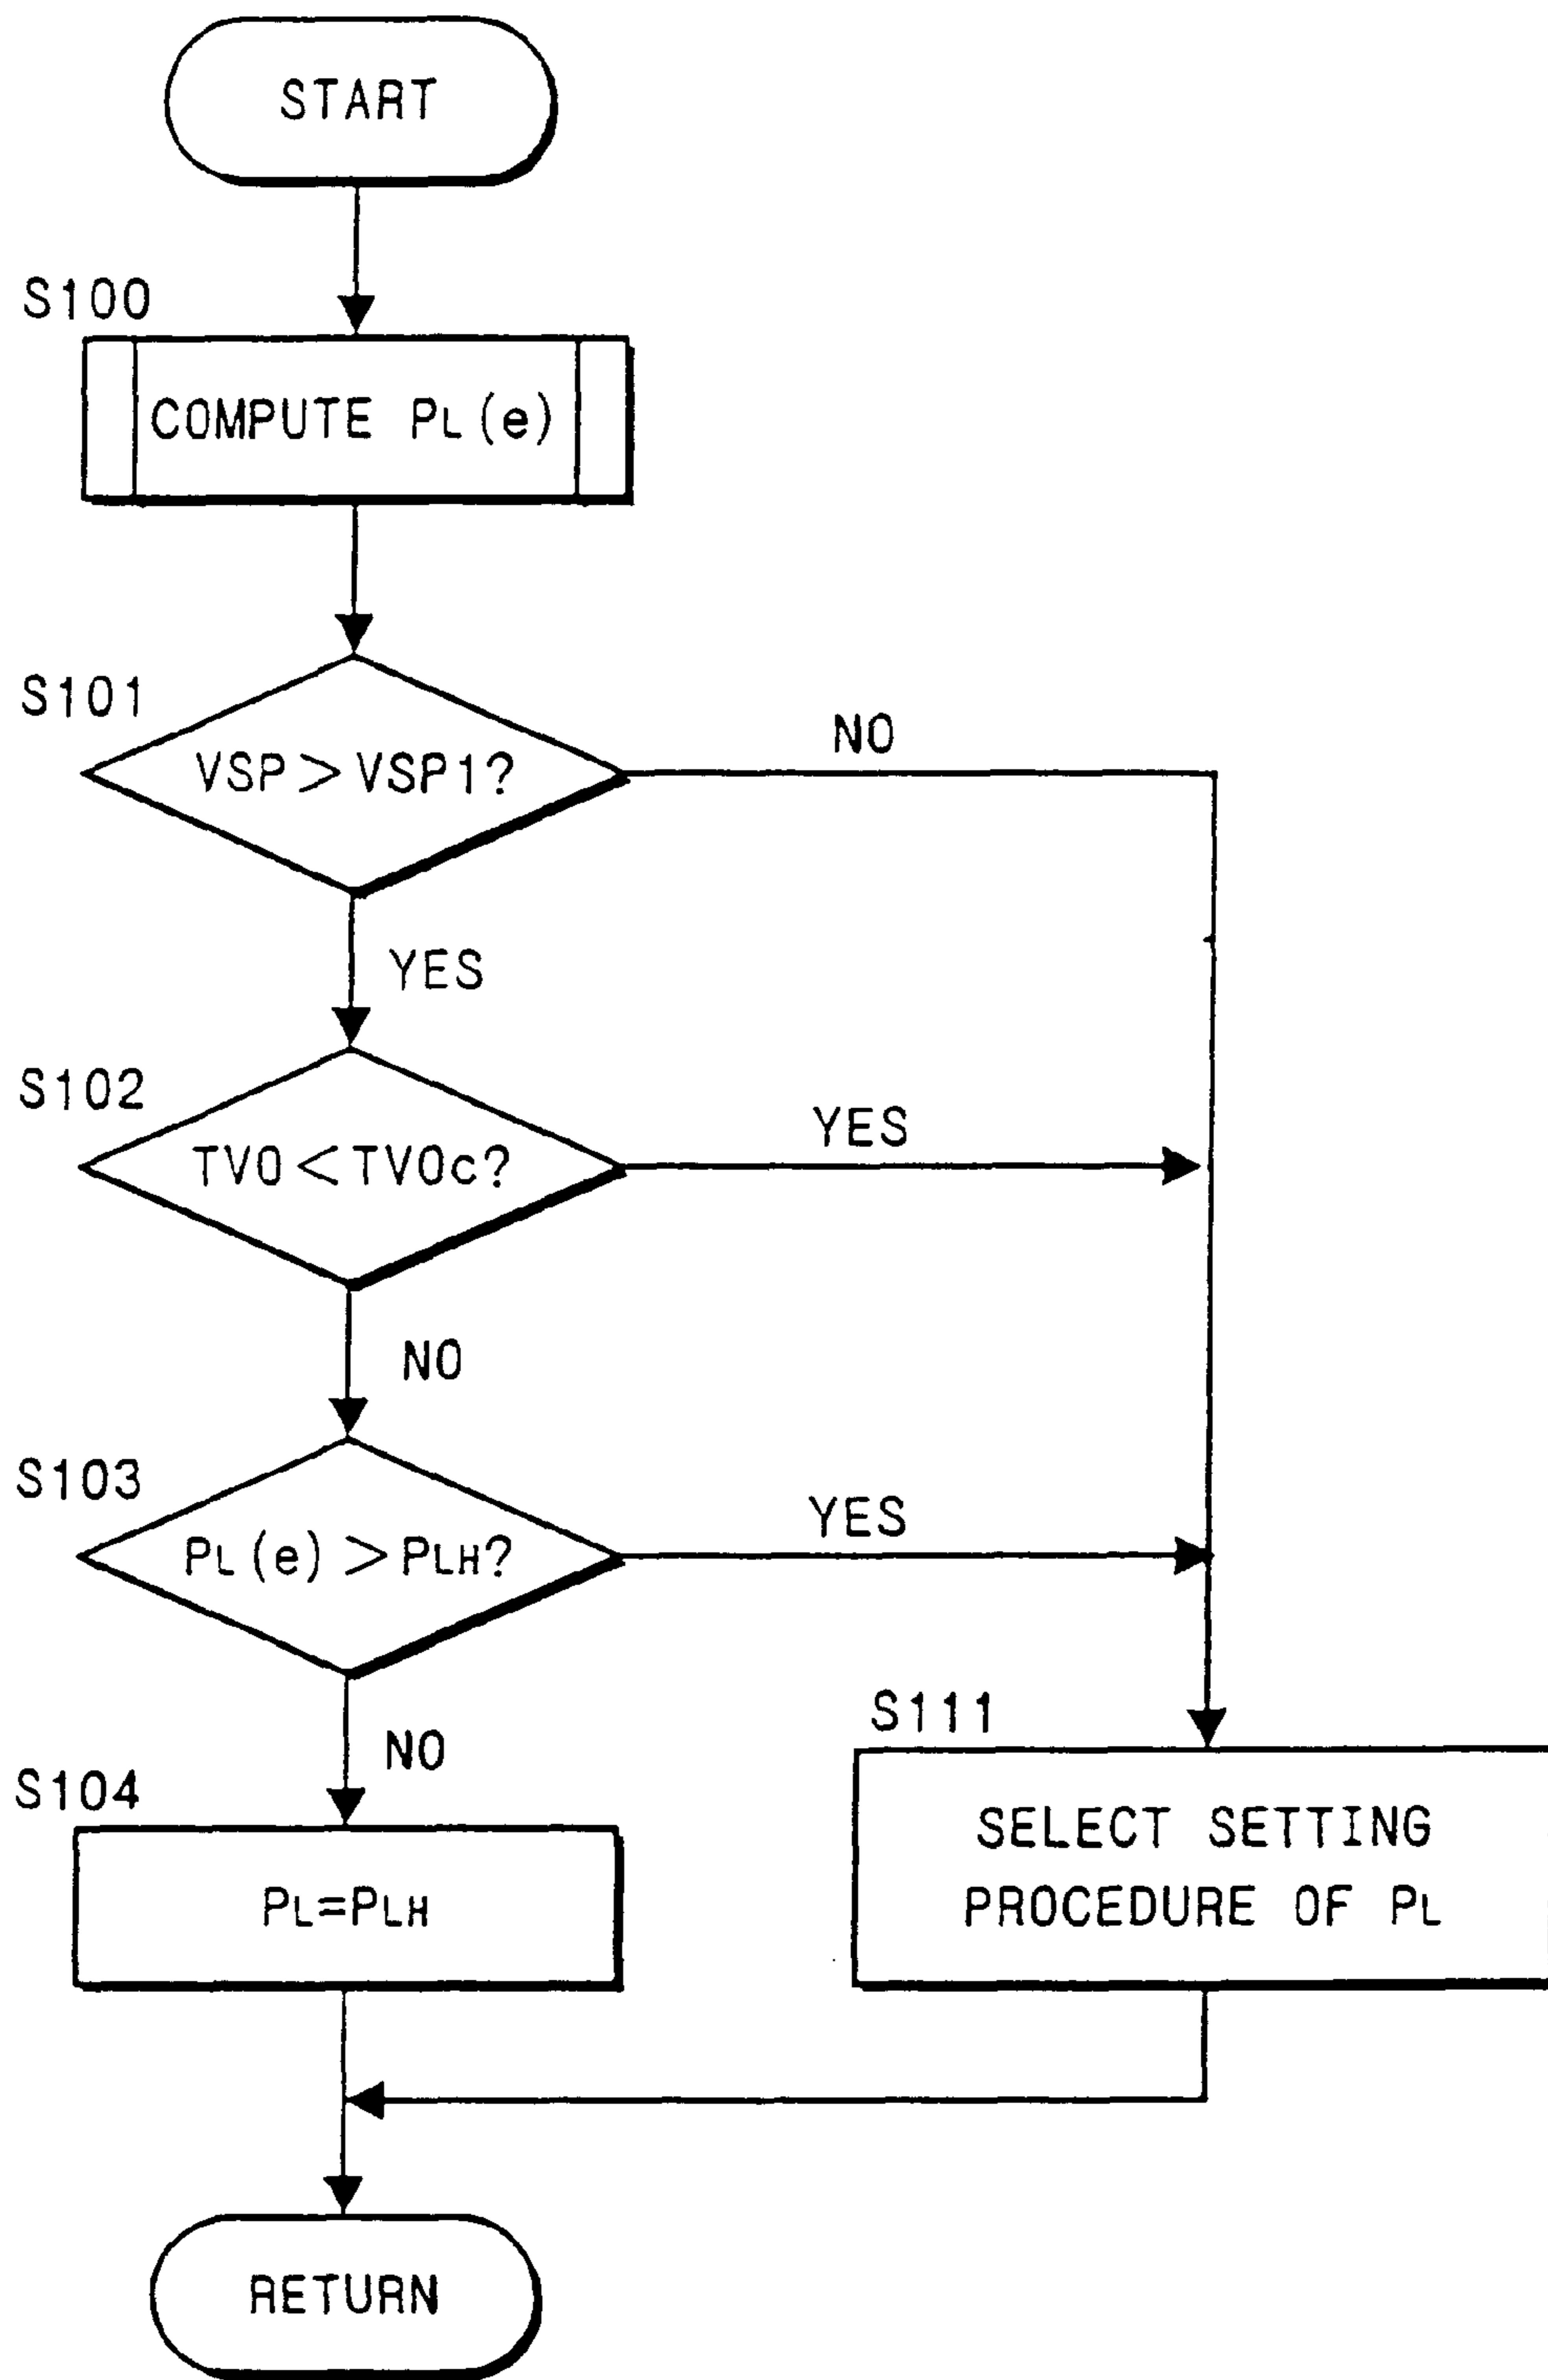 START
S100
COMPUTE PL(e)
S101
VSP>VSP1?
NO
YES
S102
TVO<TVOc?
YES
NO
S103
PL(e)>PLH?
YES
NO
S104
PL=PLH
S111
SELECT SETTING
PROCEDURE OF PL
RETURN